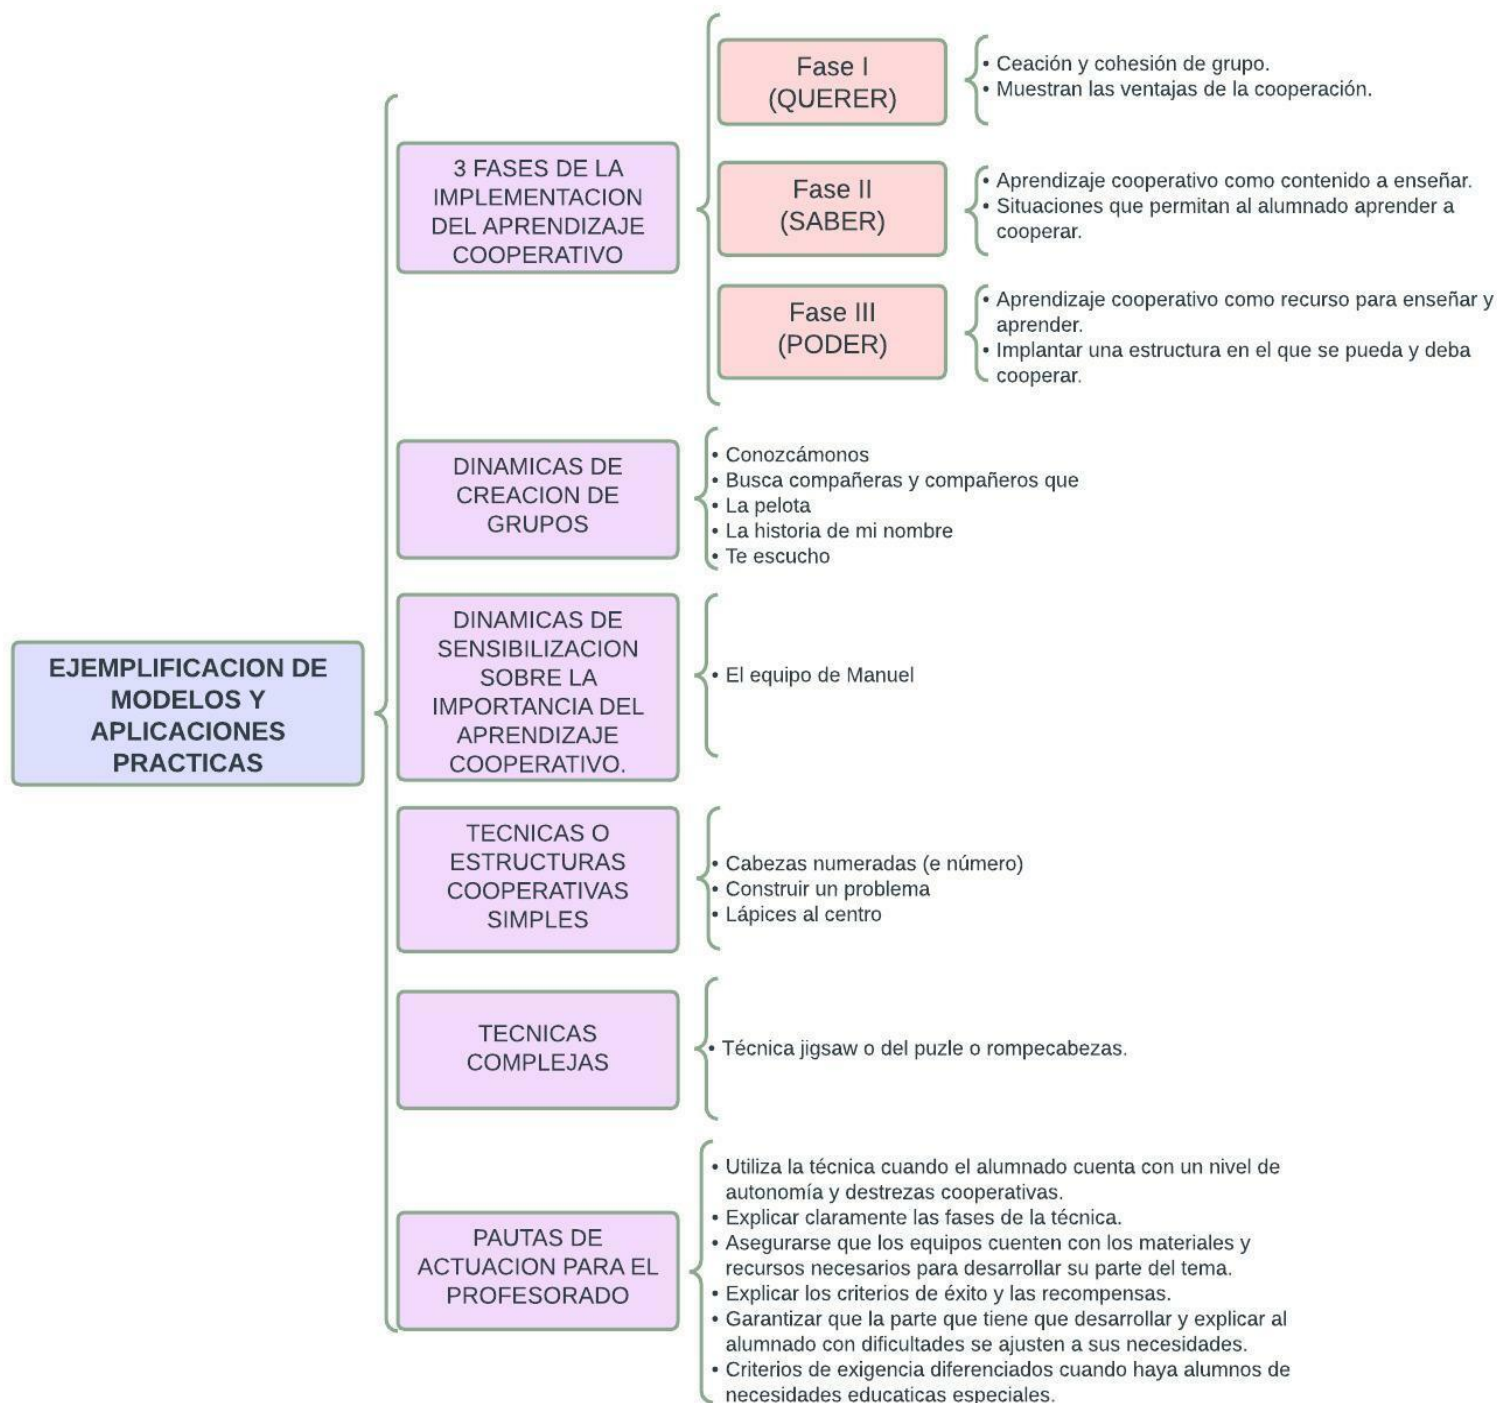 EJEMPLIFICACION DE
MODELOS Y
APLICACIONES
PRACTICAS
3 FASES DE LA
IMPLEMENTACION
DEL APRENDIZAJE
COOPERATIVO
Fase I
(QUERER)
• Ceación y cohesión de grupo.
• Muestran las ventajas de la cooperación.
Fase II
(SABER)
• Aprendizaje cooperativo como contenido a enseñar.
• Situaciones que permitan al alumnado aprender a
cooperar.
Fase III
(PODER)
• Aprendizaje cooperativo como recurso para enseñar y
aprender.
• Implantar una estructura en el que se pueda y deba
cooperar.
DINAMICAS DE
CREACION DE
GRUPOS
• Conozcámonos
• Busca compañeras y compañeros que
• La pelota
• La historia de mi nombre
• Te escucho
DINAMICAS DE
SENSIBILIZACION
SOBRE LA
IMPORTANCIA DEL
APRENDIZAJE
COOPERATIVO.
• El equipo de Manuel
TECNICAS O
ESTRUCTURAS
COOPERATIVAS
SIMPLES
• Cabezas numeradas (e número)
• Construir un problema
• Lápices al centro
TECNICAS
COMPLEJAS
• Técnica jigsaw o del puzle o rompecabezas.
PAUTAS DE
ACTUACION PARA EL
PROFESORADO
• Utiliza la técnica cuando el alumnado cuenta con un nivel de
autonomía y destrezas cooperativas.
• Explicar claramente las fases de la técnica.
• Asegurarse que los equipos cuenten con los materiales y
recursos necesarios para desarrollar su parte del tema.
• Explicar los criterios de éxito y las recompensas.
• Garantizar que la parte que tiene que desarrollar y explicar al
alumnado con dificultades se ajusten a sus necesidades.
• Criterios de exigencia diferenciados cuando haya alumnos de
necesidades educaticas especiales.